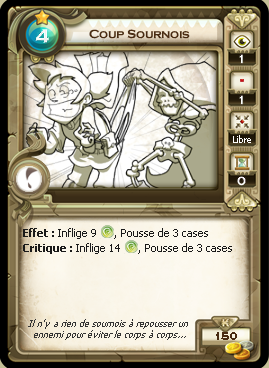 4
Coup Sournois
1
1
Libre
0
Effet : Inflige 9 , Pousse de 3 cases
Critique : Inflige 14 , Pousse de 3 cases
Il n'y a rien de sournois à repousser un
ennemi pour éviter le corps à corps...
K
150